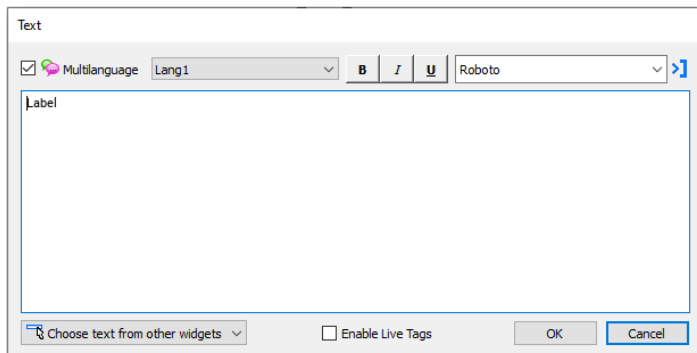 Text
Multilanguage Lang1 B I U Roboto
Label
Choose text from other widgets Enable Live Tags OK Cancel